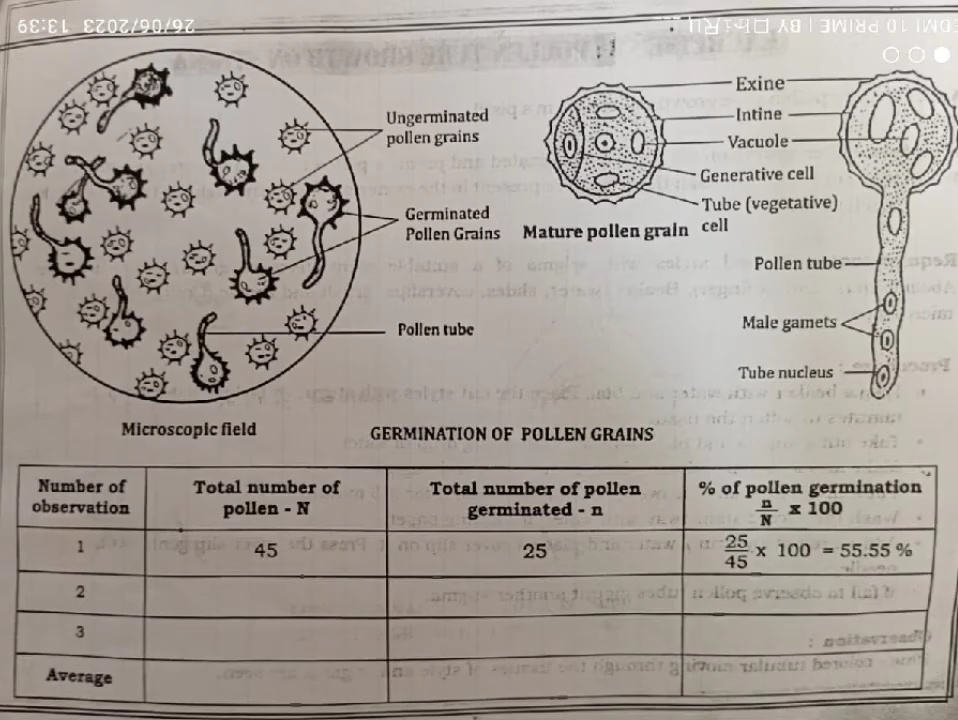 26/06/2023 13:39
Ungerminated
pollen grains
Germinated
Pollen Grains
Pollen tube
Microscopic field
Exine
Intine
Vacuole
Generative cell
Tube (vegetative)
cell
Mature pollen grain
Pollen tube
Male gamets
Tube nucleus
GERMINATION OF POLLEN GRAINS
Number of observation | Total number of pollen - N | Total number of pollen germinated - n | % of pollen germination n/N x 100
1 | 45 | 25 | 25/45 x 100 = 55.55 %
2
3
Average